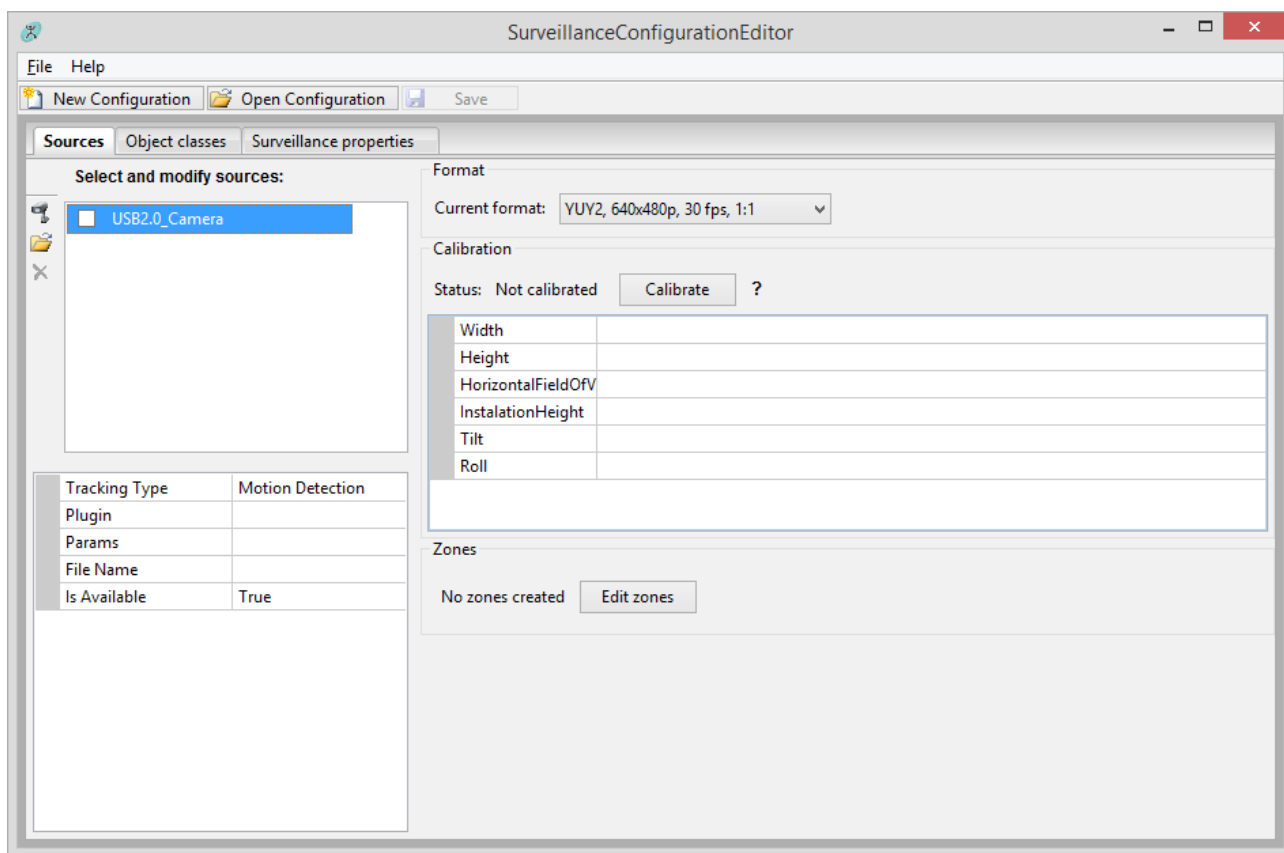 SurveillanceConfigurationEditor
File Help
New Configuration Open Configuration Save
Sources Object classes Surveillance properties
Select and modify sources:
USB2.0_Camera
Tracking Type Motion Detection
Plugin
Params
File Name
Is Available True
Format
Current format: YUY2, 640x480p, 30 fps, 1:1
Calibration
Status: Not calibrated Calibrate ?
Width
Height
HorizontalFieldOfV
InstalationHeight
Tilt
Roll
Zones
No zones created Edit zones